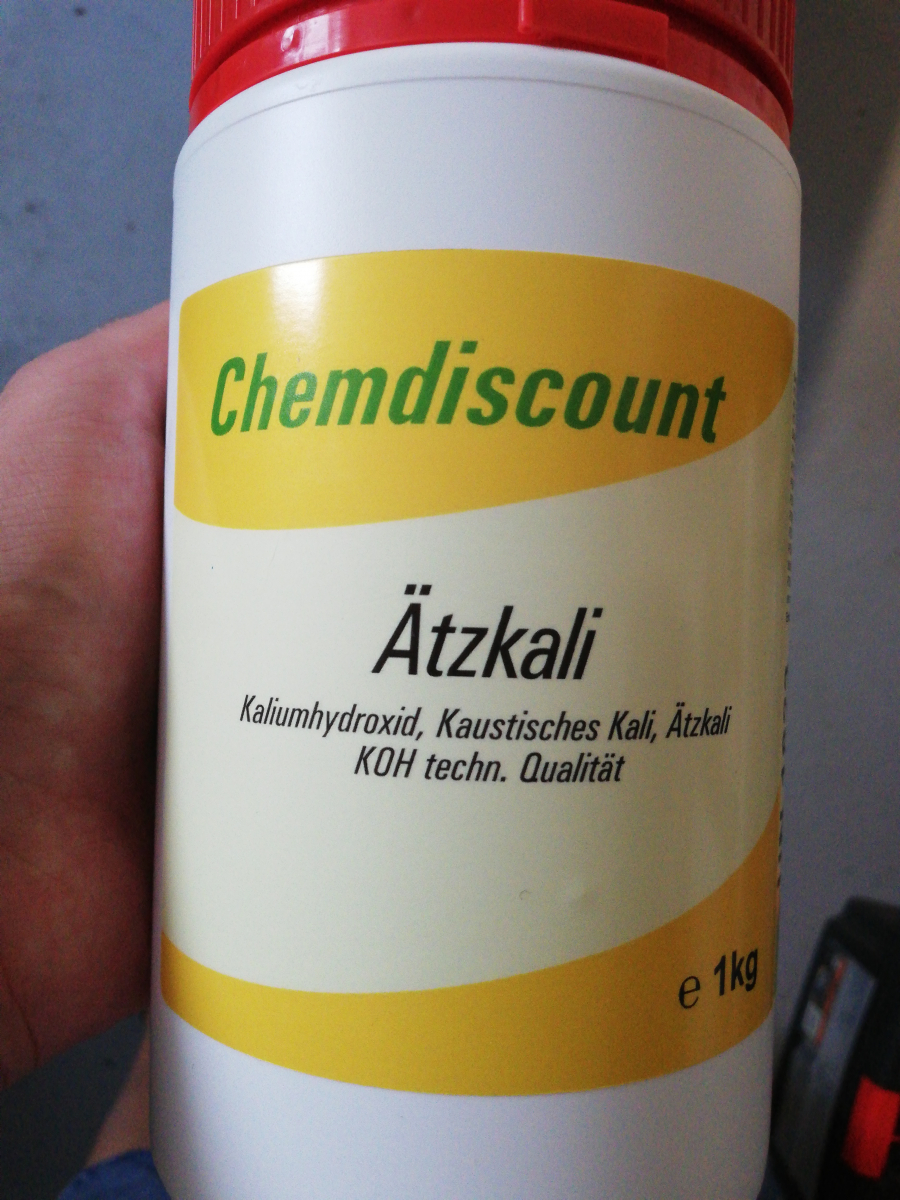 Chemdiscount
Ätzkali
Kaliumhydroxid, Kaustisches Kali, Ätzkali
KOH techn. Qualität
℮ 1kg